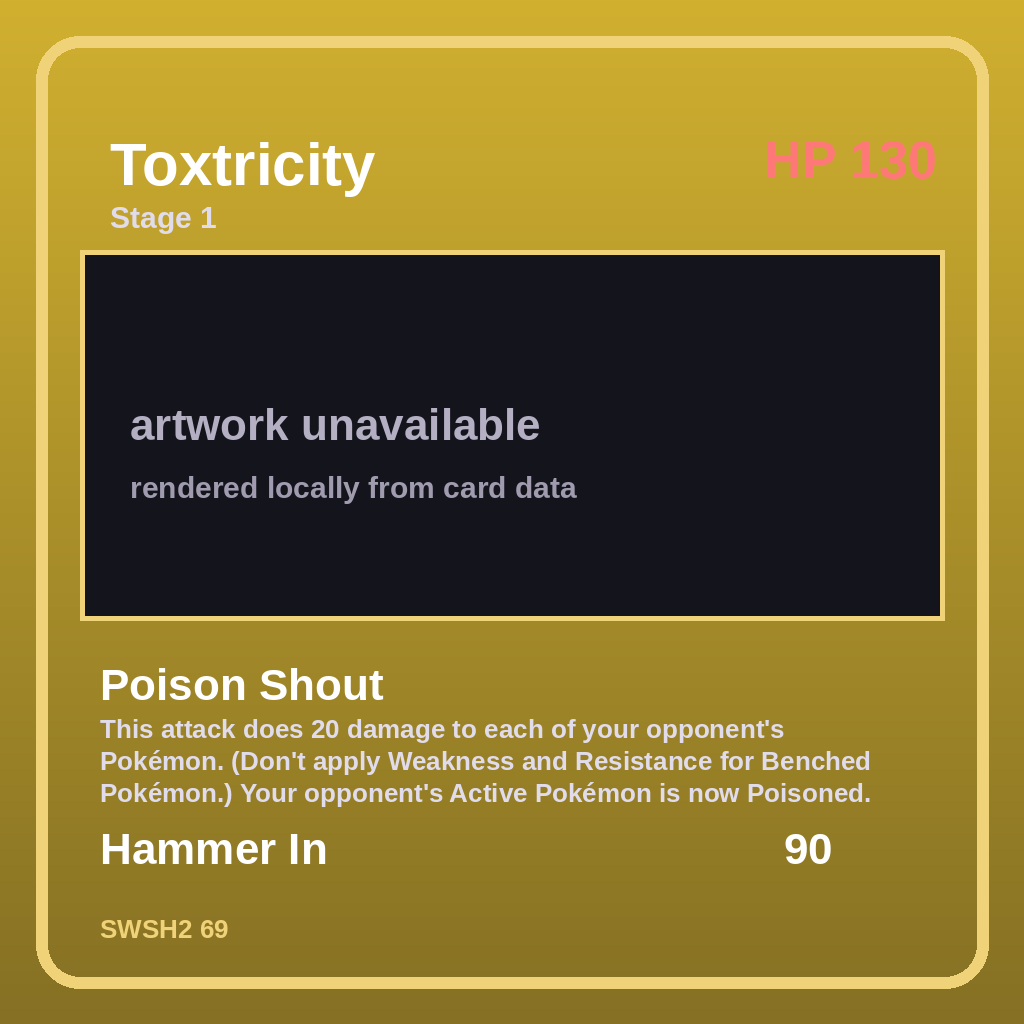 Toxtricity
HP 130
Stage 1
artwork unavailable
rendered locally from card data
Poison Shout
This attack does 20 damage to each of your opponent's
Pokémon. (Don't apply Weakness and Resistance for Benched
Pokémon.) Your opponent's Active Pokémon is now Poisoned.
Hammer In 90
SWSH2 69